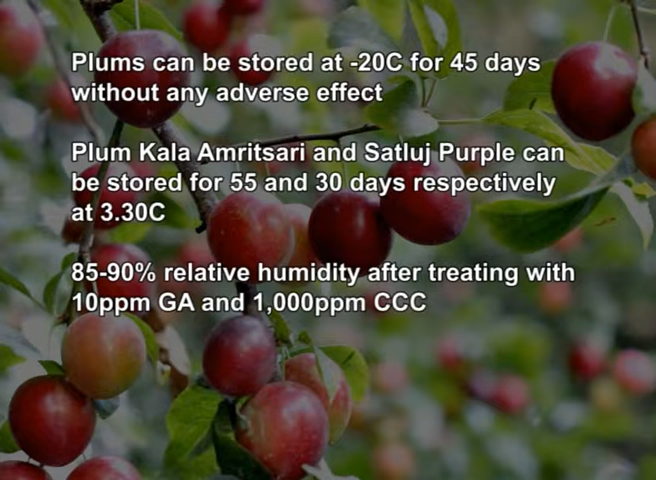 Plums can be stored at -20C for 45 days
without any adverse effect
Plum Kala Amritsari and Satluj Purple can
be stored for 55 and 30 days respectively
at 3.30C
85-90% relative humidity after treating with
10ppm GA and 1,000ppm CCC